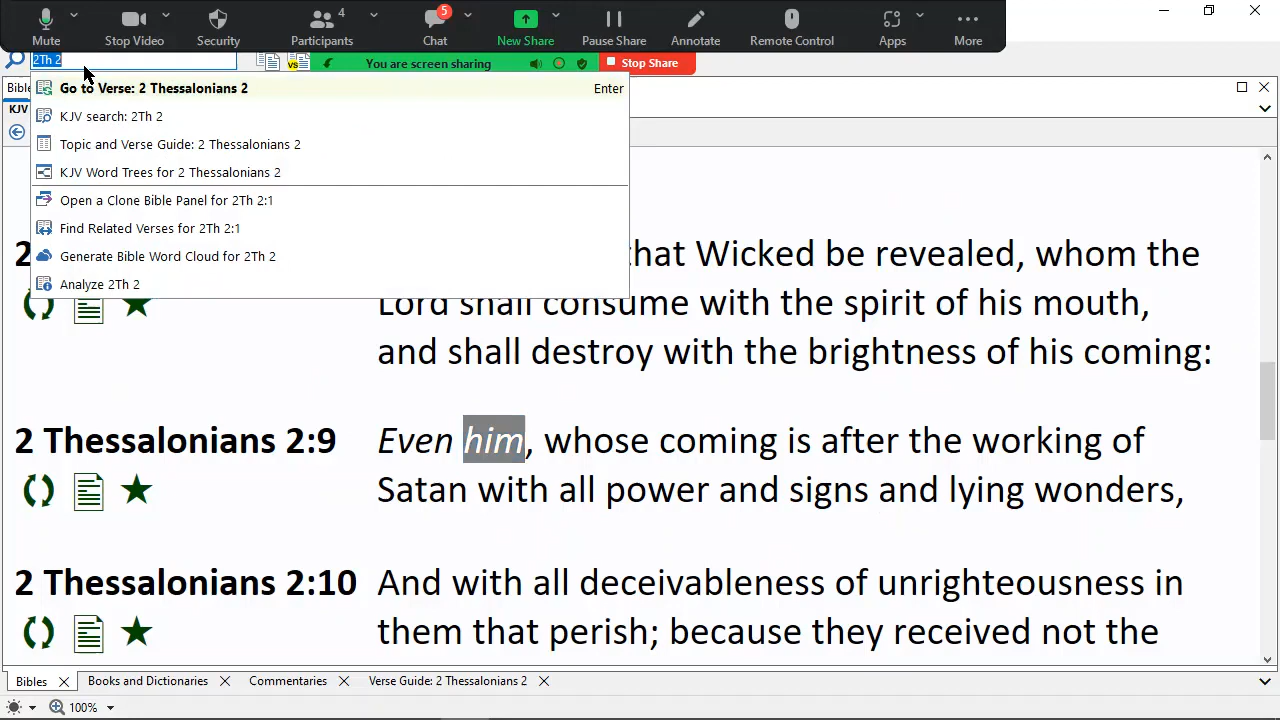 4
5
Mute
Stop Video
Security
Participants
Chat
New Share
Pause Share
Annotate
Remote Control
Apps
More
2Th 2
VS
You are screen sharing
Stop Share
Go to Verse: 2 Thessalonians 2 Enter
KJV search: 2Th 2
Topic and Verse Guide: 2 Thessalonians 2
KJV Word Trees for 2 Thessalonians 2
Open a Clone Bible Panel for 2Th 2:1
Find Related Verses for 2Th 2:1
Generate Bible Word Cloud for 2Th 2
Analyze 2Th 2
KJV
2
that Wicked be revealed, whom the
Lord shall consume with the spirit of his mouth,
and shall destroy with the brightness of his coming:
2 Thessalonians 2:9 Even him, whose coming is after the working of
Satan with all power and signs and lying wonders,
2 Thessalonians 2:10 And with all deceivableness of unrighteousness in
them that perish; because they received not the
Bibles
Books and Dictionaries
Commentaries
Verse Guide: 2 Thessalonians 2
100%